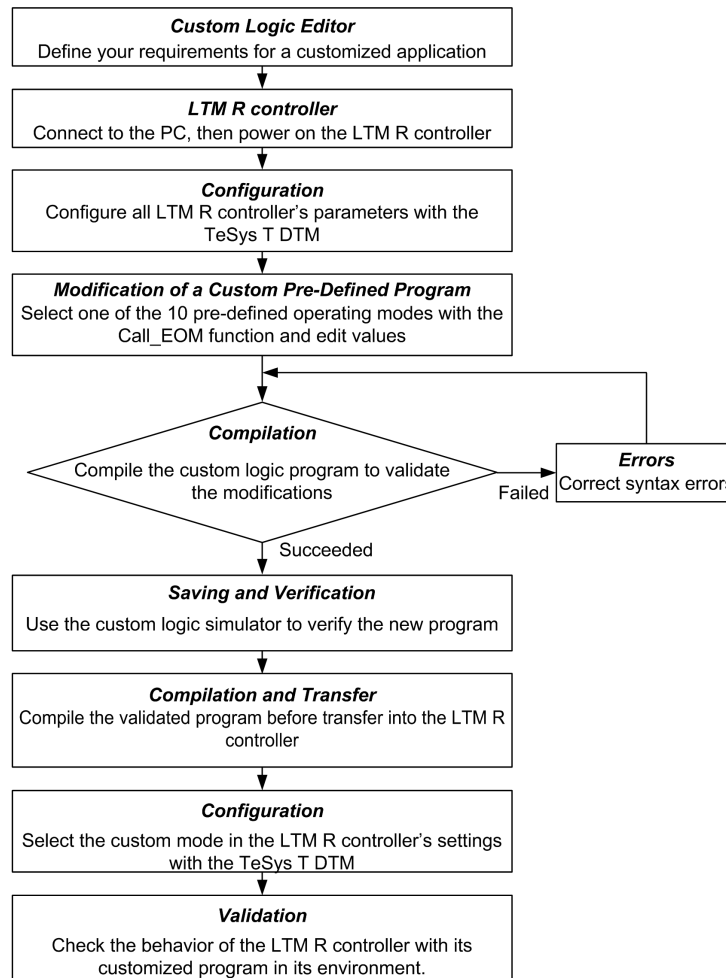 Custom Logic Editor
Define your requirements for a customized application
LTM R controller
Connect to the PC, then power on the LTM R controller
Configuration
Configure all LTM R controller's parameters with the
TeSys T DTM
Modification of a Custom Pre-Defined Program
Select one of the 10 pre-defined operating modes with the
Call_EOM function and edit values
Compilation
Compile the custom logic program to validate
the modifications
Failed
Errors
Correct syntax errors
Succeeded
Saving and Verification
Use the custom logic simulator to verify the new program
Compilation and Transfer
Compile the validated program before transfer into the LTM R
controller
Configuration
Select the custom mode in the LTM R controller's settings
with the TeSys T DTM
Validation
Check the behavior of the LTM R controller with its
customized program in its environment.